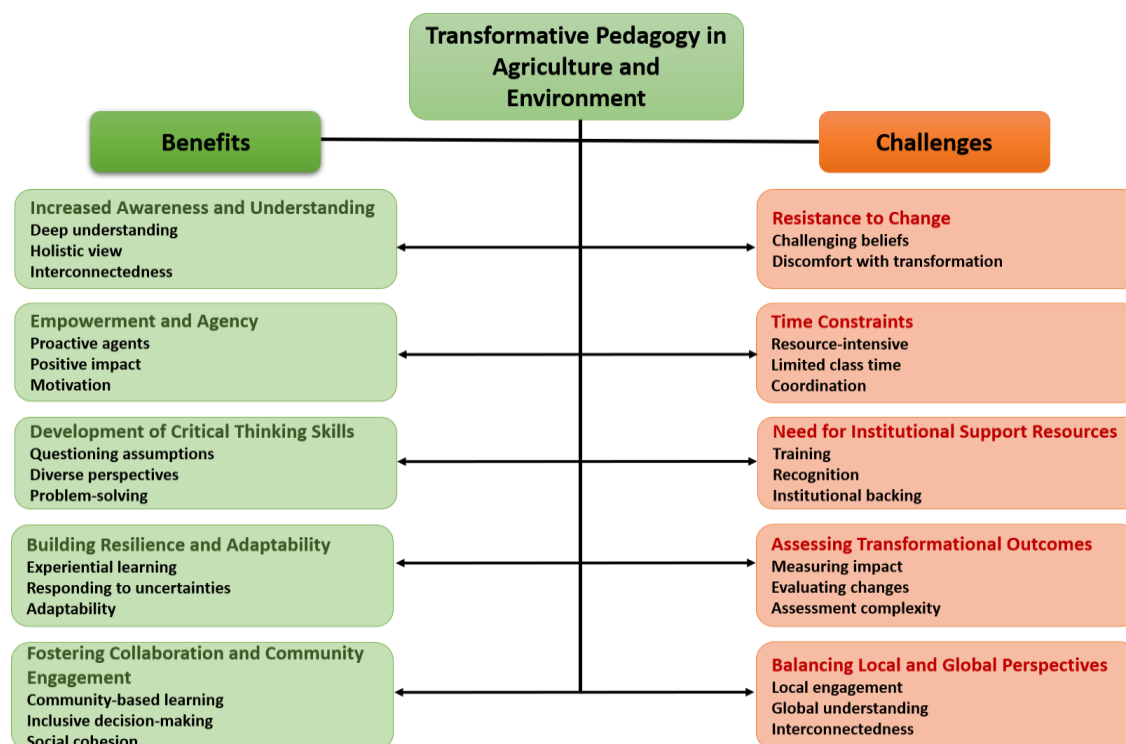 Transformative Pedagogy in
Agriculture and
Environment
Benefits
Challenges
Increased Awareness and Understanding
Deep understanding
Holistic view
Interconnectedness
Resistance to Change
Challenging beliefs
Discomfort with transformation
Empowerment and Agency
Proactive agents
Positive impact
Motivation
Time Constraints
Resource-intensive
Limited class time
Coordination
Development of Critical Thinking Skills
Questioning assumptions
Diverse perspectives
Problem-solving
Need for Institutional Support Resources
Training
Recognition
Institutional backing
Building Resilience and Adaptability
Experiential learning
Responding to uncertainties
Adaptability
Assessing Transformational Outcomes
Measuring impact
Evaluating changes
Assessment complexity
Fostering Collaboration and Community
Engagement
Community-based learning
Inclusive decision-making
Social cohesion
Balancing Local and Global Perspectives
Local engagement
Global understanding
Interconnectedness